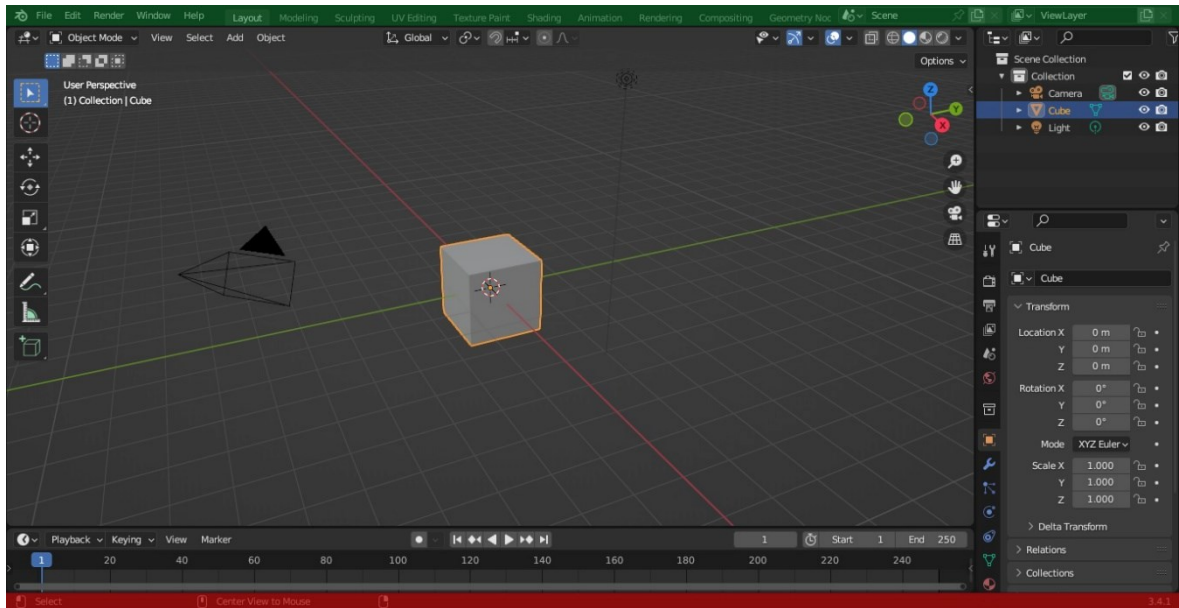 File Edit Render Window Help Layout Modeling Sculpting UV Editing Texture Paint Shading Animation Rendering Compositing Geometry Noc Scene ViewLayer
Object Mode View Select Add Object Global
Options
User Perspective
(1) Collection | Cube
Z
Y
X
Scene Collection
Collection
Camera
Cube
Light
Cube
Cube
Transform
Location X 0 m
Y 0 m
Z 0 m
Rotation X 0°
Y 0°
Z 0°
Mode XYZ Euler
Scale X 1.000
Y 1.000
Z 1.000
Delta Transform
Relations
Collections
Playback Keying View Marker 1 Start 1 End 250
1 20 40 60 80 100 120 140 160 180 200 220 240
Select Center View to Mouse 3.4.1